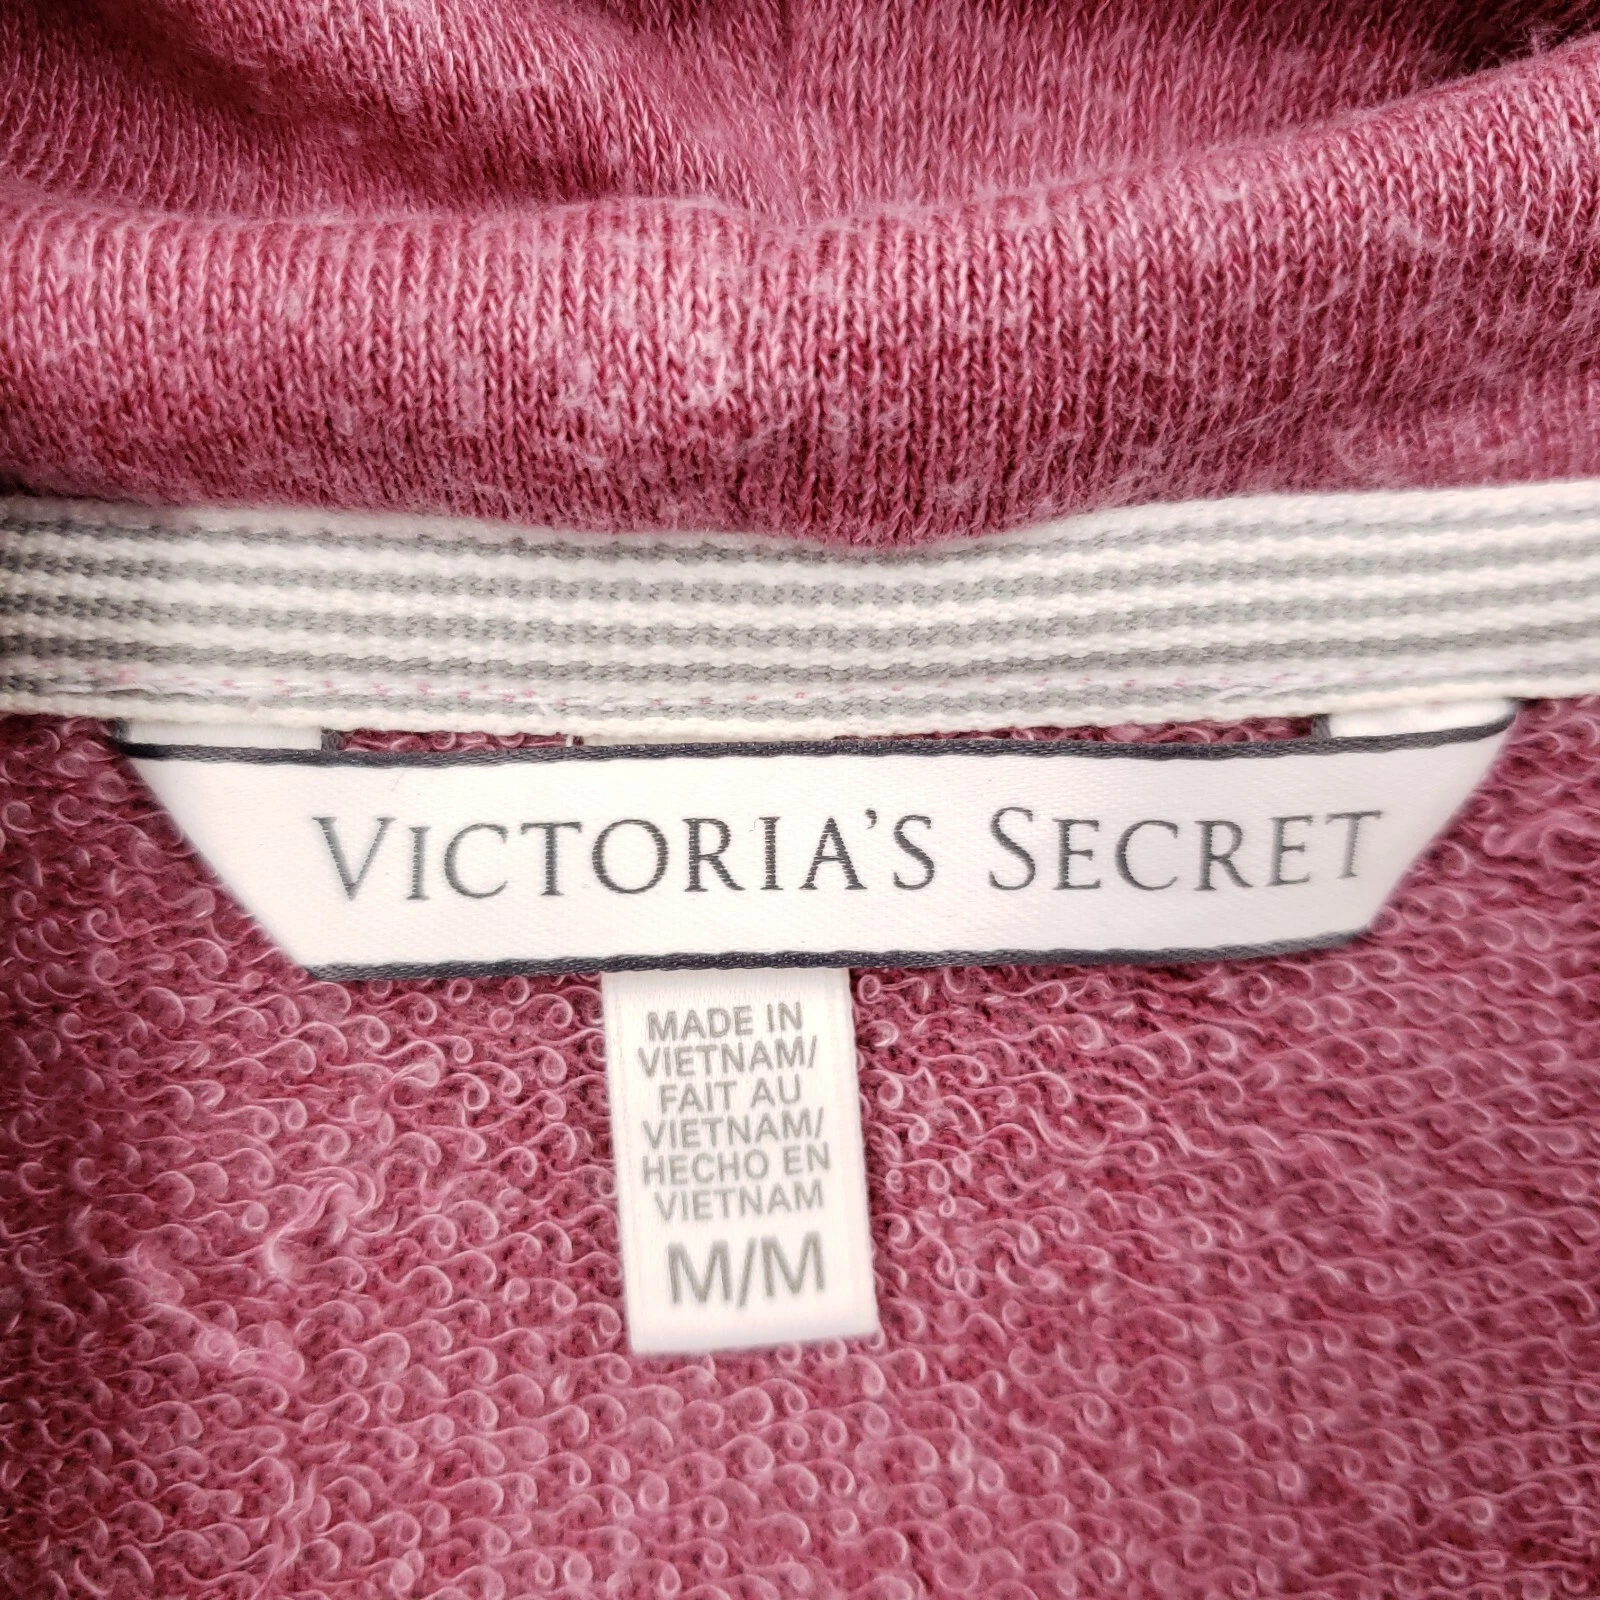 VICTORIA'S SECRET
MADE IN
VIETNAM/
FAIT AU
VIETNAM/
HECHO EN
VIETNAM
M/M